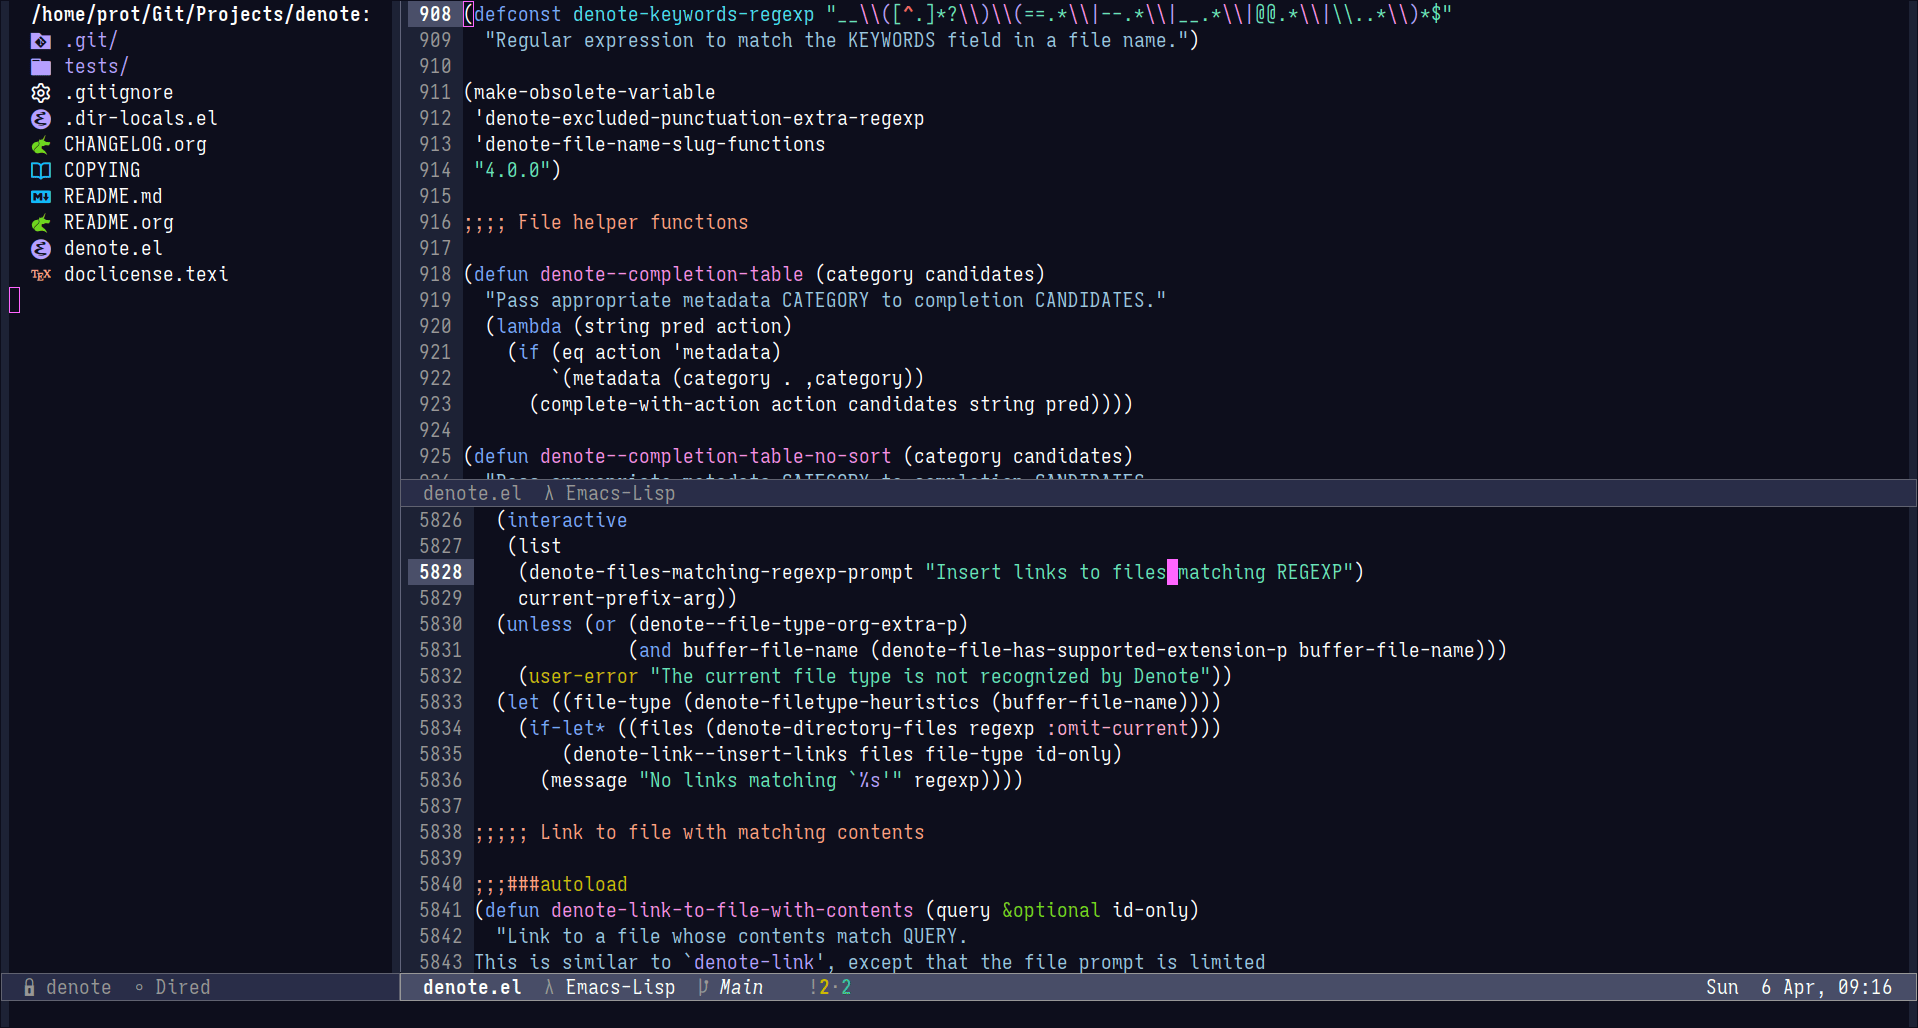 /home/prot/Git/Projects/denote:
.git/
tests/
.gitignore
.dir-locals.el
CHANGELOG.org
COPYING
README.md
README.org
denote.el
doclicense.texi
908 (defconst denote-keywords-regexp "__\\([^.]*?\\)\\(==.*\\|--.*\\|__.*\\|@@.*\\|\\..*\\)*$"
909   "Regular expression to match the KEYWORDS field in a file name.")
910
911 (make-obsolete-variable
912  'denote-excluded-punctuation-extra-regexp
913  'denote-file-name-slug-functions
914  "4.0.0")
915
916 ;;;; File helper functions
917
918 (defun denote--completion-table (category candidates)
919   "Pass appropriate metadata CATEGORY to completion CANDIDATES."
920   (lambda (string pred action)
921     (if (eq action 'metadata)
922         `(metadata (category . ,category))
923       (complete-with-action action candidates string pred))))
924
925 (defun denote--completion-table-no-sort (category candidates)
926   "Pass appropriate metadata CATEGORY to completion CANDIDATES
denote.el  λ Emacs-Lisp
5826   (interactive
5827    (list
5828     (denote-files-matching-regexp-prompt "Insert links to files matching REGEXP")
5829     current-prefix-arg))
5830   (unless (or (denote--file-type-org-extra-p)
5831               (and buffer-file-name (denote-file-has-supported-extension-p buffer-file-name)))
5832     (user-error "The current file type is not recognized by Denote"))
5833   (let ((file-type (denote-filetype-heuristics (buffer-file-name))))
5834     (if-let* ((files (denote-directory-files regexp :omit-current)))
5835         (denote-link--insert-links files file-type id-only)
5836       (message "No links matching `%s'" regexp))))
5837
5838 ;;;;; Link to file with matching contents
5839
5840 ;;;###autoload
5841 (defun denote-link-to-file-with-contents (query &optional id-only)
5842   "Link to a file whose contents match QUERY.
5843 This is similar to `denote-link', except that the file prompt is limited
denote  ◦ Dired
denote.el  λ Emacs-Lisp  Main  !2·2  Sun  6 Apr, 09:16